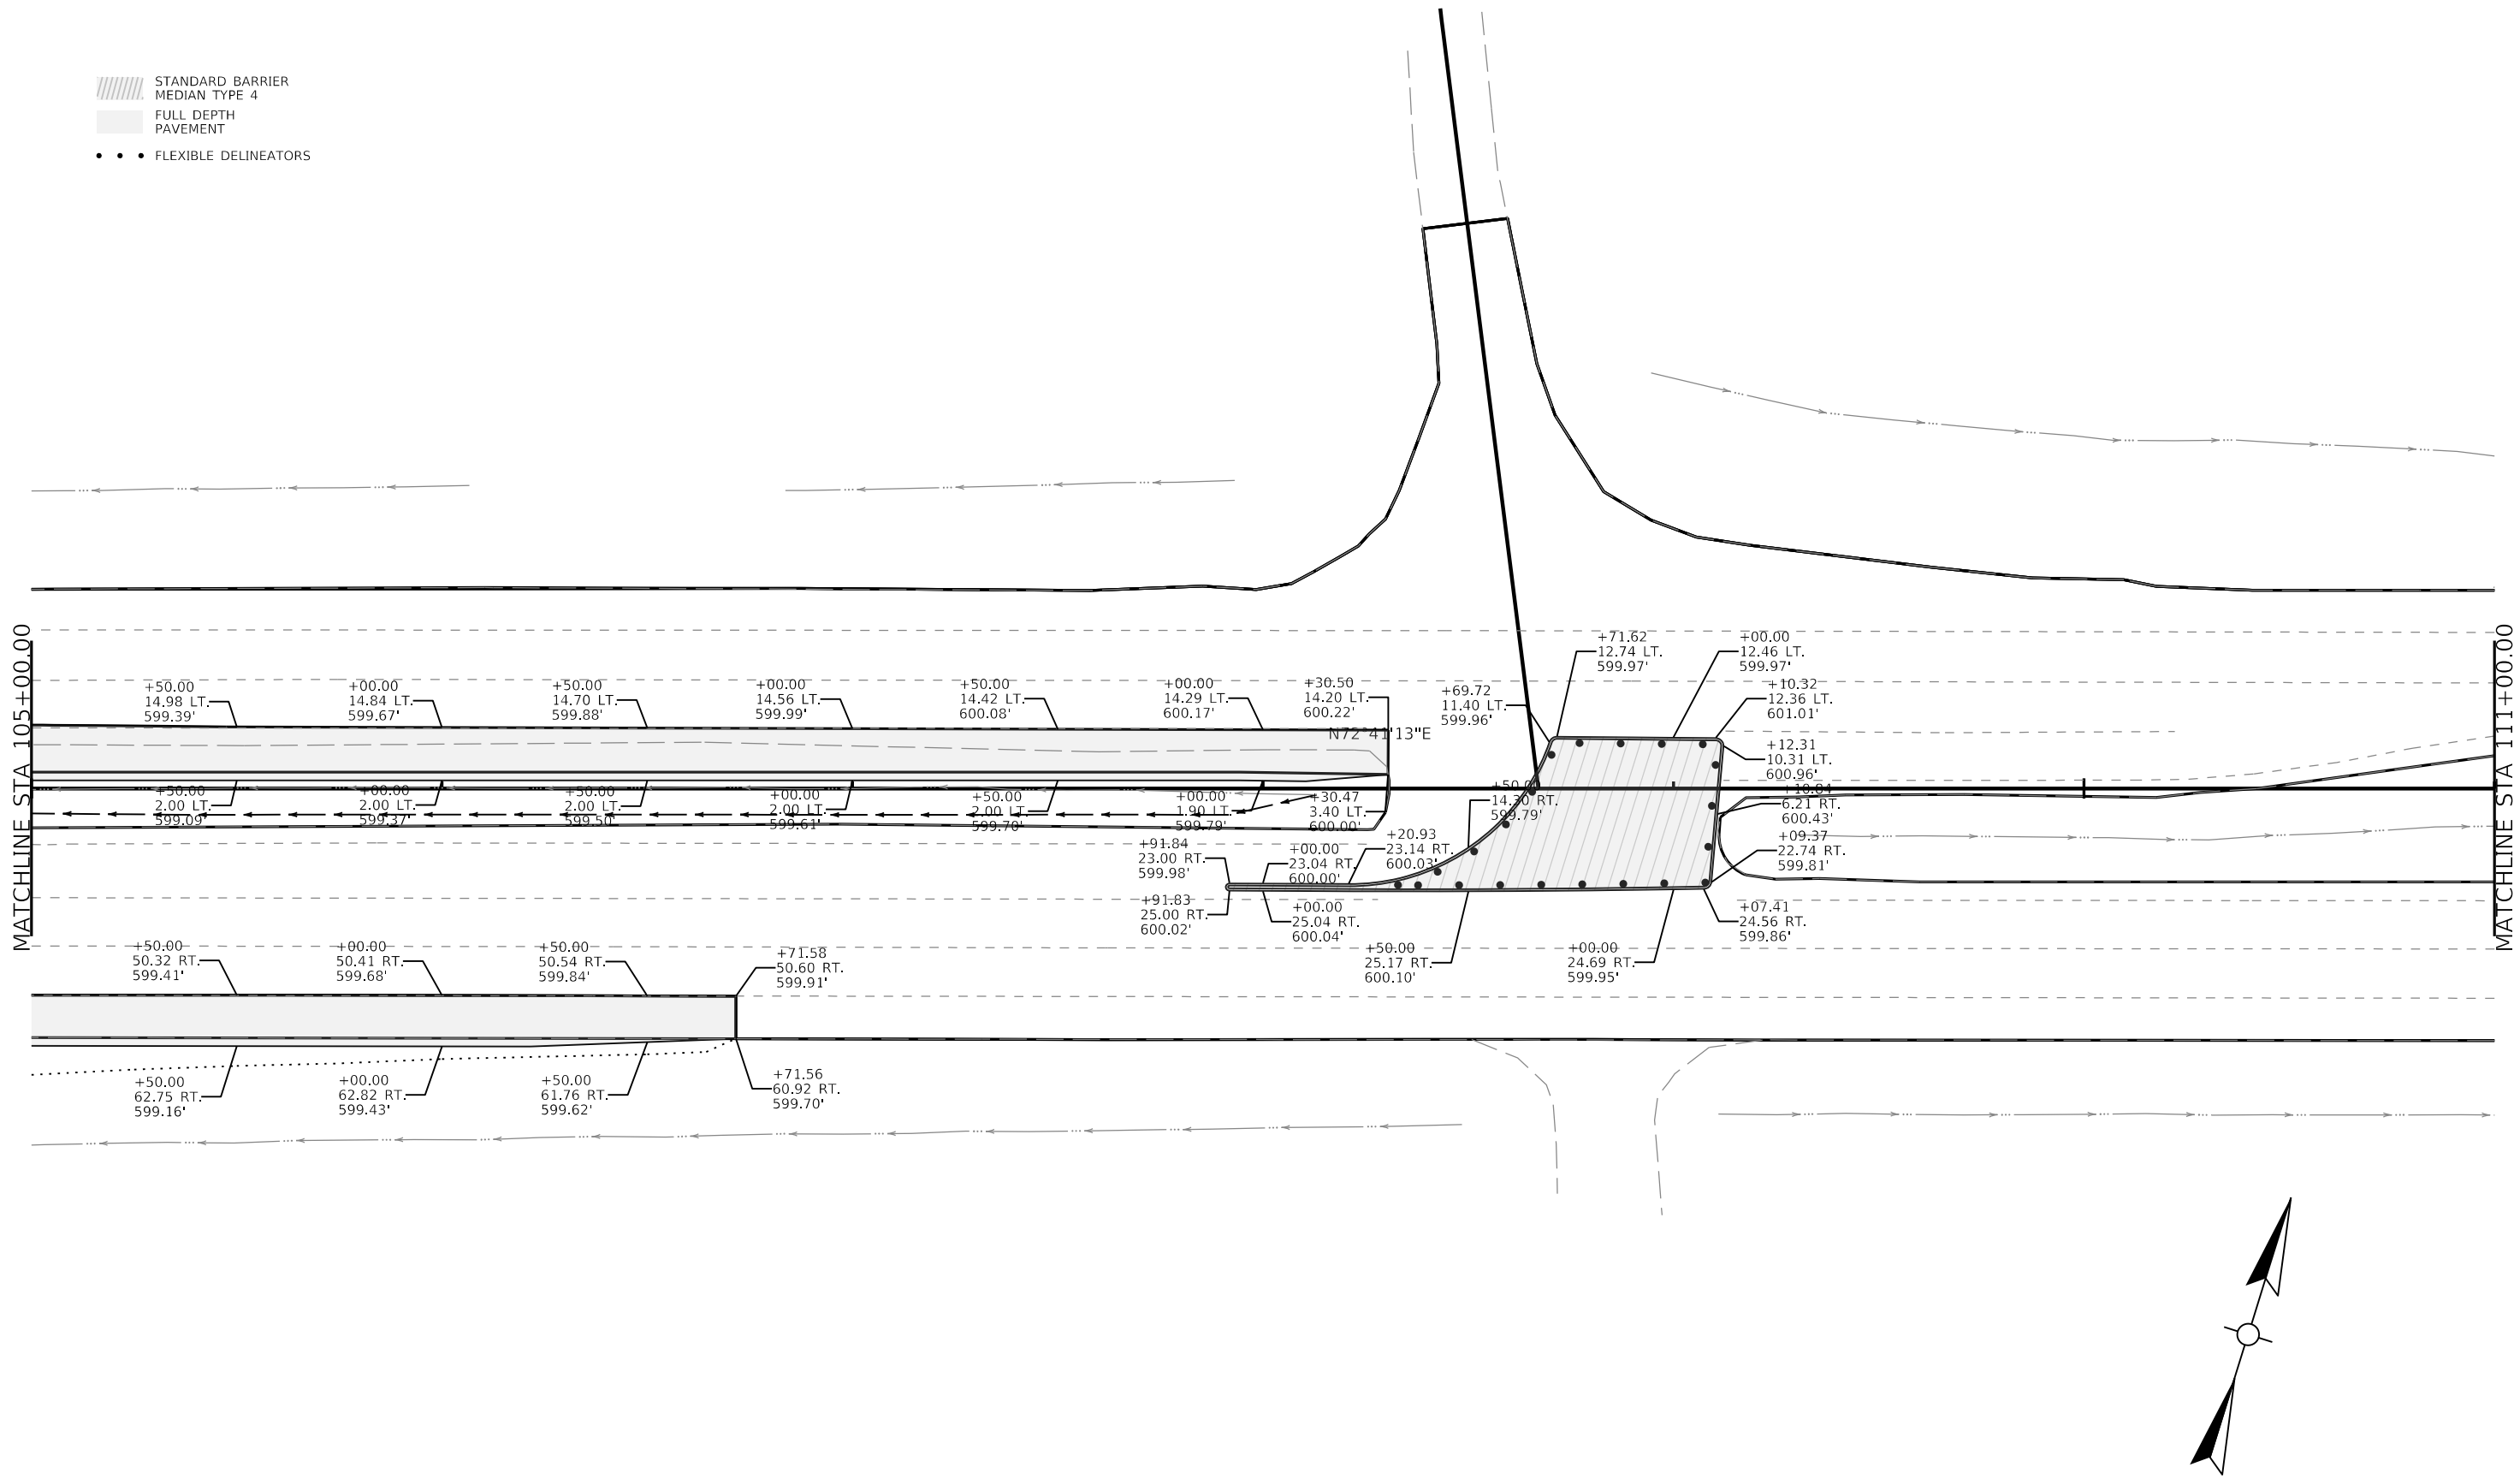 STANDARD BARRIER
MEDIAN TYPE 4
FULL DEPTH
PAVEMENT
FLEXIBLE DELINEATORS
MATCHLINE STA 105+00.00
MATCHLINE STA 111+00.00
+50.00
14.98 LT.
599.39'
+00.00
14.84 LT.
599.67'
+50.00
14.70 LT.
599.88'
+00.00
14.56 LT.
599.99'
+50.00
14.42 LT.
600.08'
+00.00
14.29 LT.
600.17'
+30.50
14.20 LT.
600.22'
N72°41'13"E
+69.72
11.40 LT.
599.96'
+71.62
12.74 LT.
599.97'
+00.00
12.46 LT.
599.97'
+10.32
12.36 LT.
601.01'
+12.31
10.31 LT.
600.96'
+50.00
2.00 LT.
599.09'
+00.00
2.00 LT.
599.37'
+50.00
2.00 LT.
599.50'
+00.00
2.00 LT.
599.61'
+50.00
2.00 LT.
599.70'
+00.00
1.90 LT.
599.79'
+30.47
3.40 LT.
600.00'
+50.00
14.30 RT.
599.79'
6.21 RT.
600.43'
+09.37
22.74 RT.
599.81'
+91.84
23.00 RT.
599.98'
+00.00
23.04 RT.
600.00'
+20.93
23.14 RT.
600.03'
+91.83
25.00 RT.
600.02'
+00.00
25.04 RT.
600.04'
+50.00
25.17 RT.
600.10'
+00.00
24.69 RT.
599.95'
+07.41
24.56 RT.
599.86'
+50.00
50.32 RT.
599.41'
+00.00
50.41 RT.
599.68'
+50.00
50.54 RT.
599.84'
+71.58
50.60 RT.
599.91'
+50.00
62.75 RT.
599.16'
+00.00
62.82 RT.
599.43'
+50.00
61.76 RT.
599.62'
+71.56
60.92 RT.
599.70'